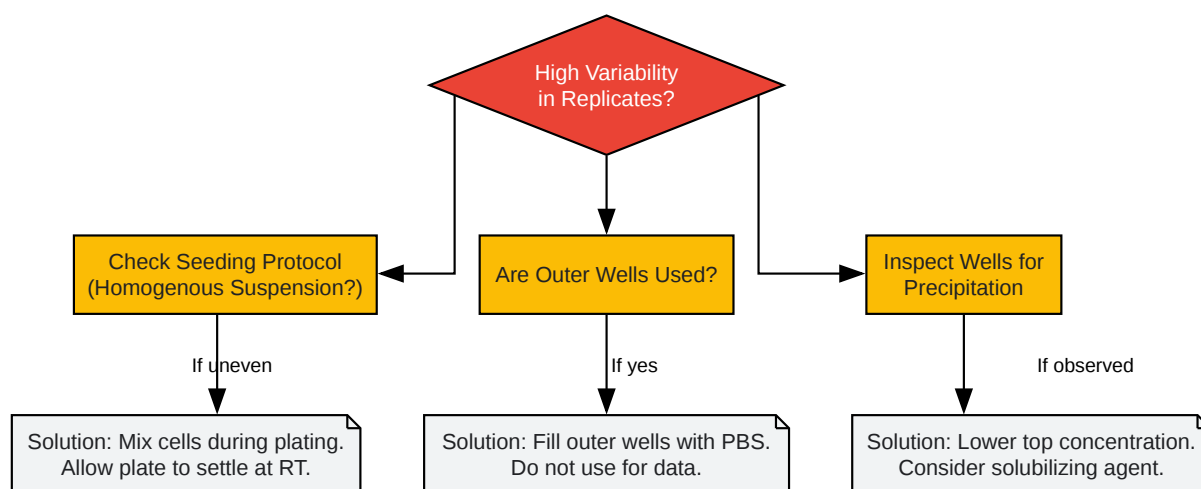 High Variability
in Replicates?
Check Seeding Protocol
(Homogenous Suspension?)
Are Outer Wells Used?
Inspect Wells for
Precipitation
If uneven
If yes
If observed
Solution: Mix cells during plating.
Allow plate to settle at RT.
Solution: Fill outer wells with PBS.
Do not use for data.
Solution: Lower top concentration.
Consider solubilizing agent.